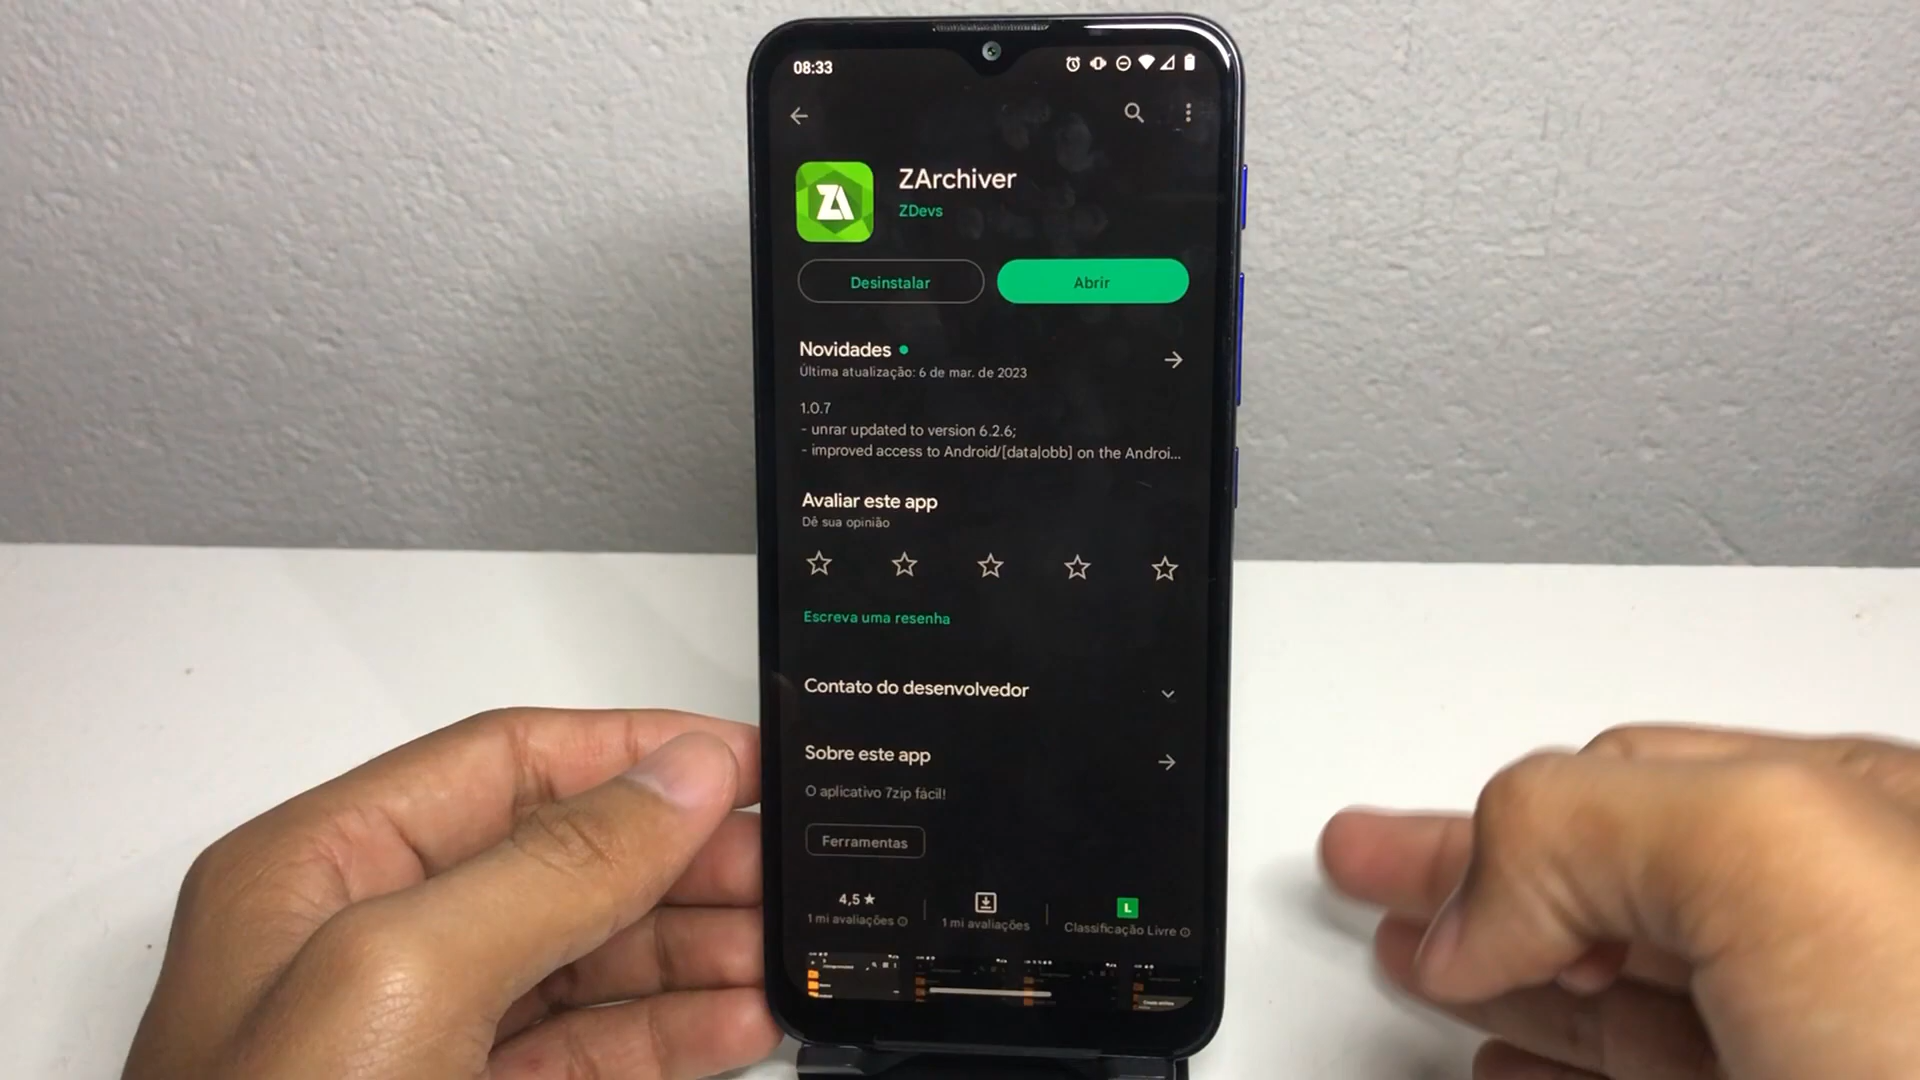 08:33
ZArchiver
ZDevs
Desinstalar
Abrir
Novidades
Última atualização: 6 de mar. de 2023
1.0.7
- unrar updated to version 6.2.6;
- improved access to Android/[data|obb] on the Androi...
Avaliar este app
Dê sua opinião
Escreva uma resenha
Contato do desenvolvedor
Sobre este app
O aplicativo 7zip fácil!
Ferramentas
4,5★
1 mi avaliações
1 mi avaliações
L
Classificação Livre